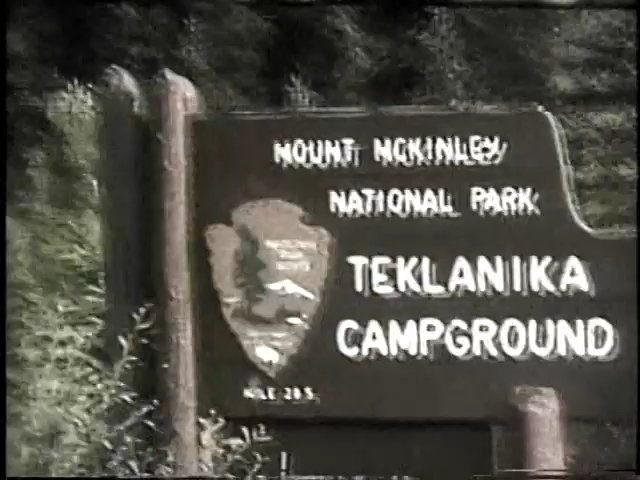 MOUNT MCKINLEY
NATIONAL PARK
TEKLANIKA
CAMPGROUND